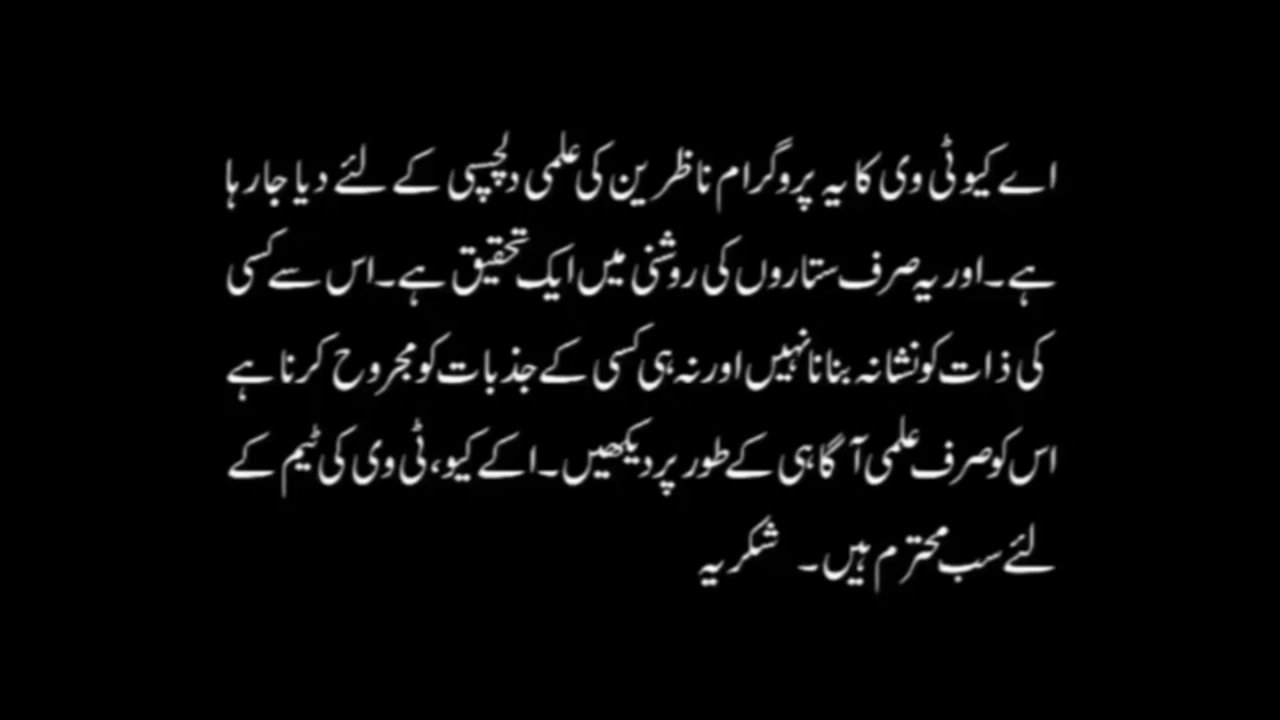 اے کیو ٹی وی کا یہ پروگرام ناظرین کی علمی دلچسپی کے لئے دیا جارہا
ہے۔اور یہ صرف ستاروں کی روشنی میں ایک تحقیق ہے۔اس سے کسی
کی ذات کو نشانہ بنانا نہیں اور نہ ہی کسی کے جذبات کو مجروح کرنا ہے
اس کو صرف علمی آگاہی کے طور پر دیکھیں۔اکے کیو،ٹی وی کی ٹیم کے
لئے سب محترم ہیں۔ شکریہ